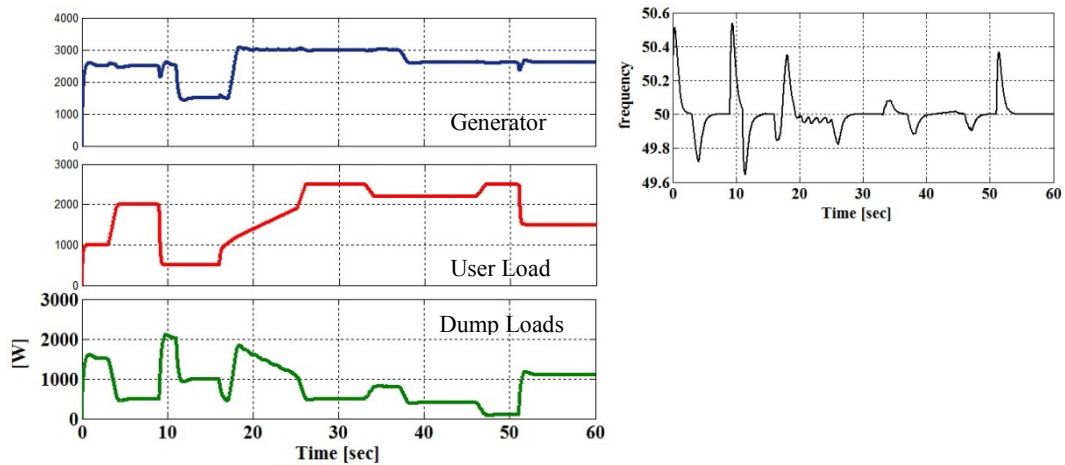 4000
3000
2000
1000
0
Generator
3000
2000
1000
0
User Load
3000
2000
1000
0
[W]
Dump Loads
0 10 20 30 40 50 60
Time [sec]
50.6
50.4
50.2
50
49.8
49.6
frequency
0 10 20 30 40 50 60
Time [sec]